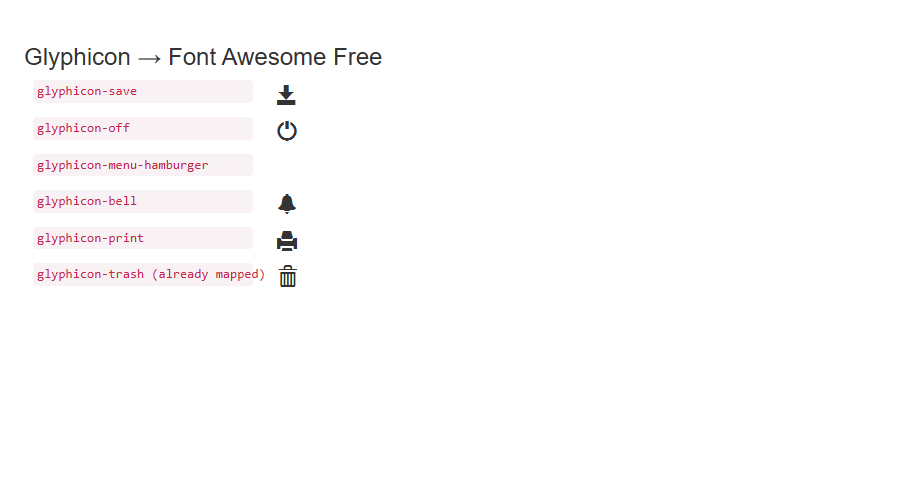 Glyphicon → Font Awesome Free
glyphicon-save
glyphicon-off
glyphicon-menu-hamburger
glyphicon-bell
glyphicon-print
glyphicon-trash (already mapped)